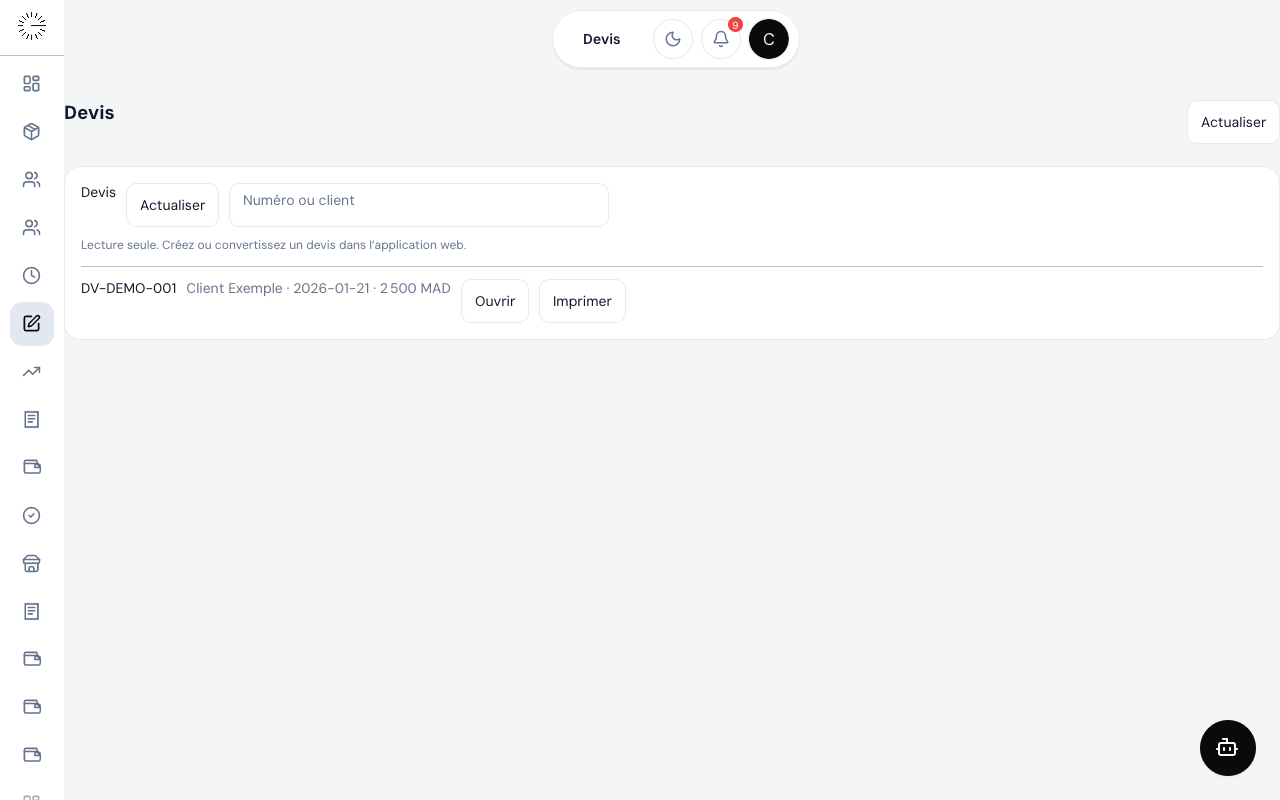 Devis
9
C
Devis
Actualiser
Devis
Actualiser
Numéro ou client
Lecture seule. Créez ou convertissez un devis dans l’application web.
DV-DEMO-001 Client Exemple · 2026-01-21 · 2 500 MAD
Ouvrir
Imprimer